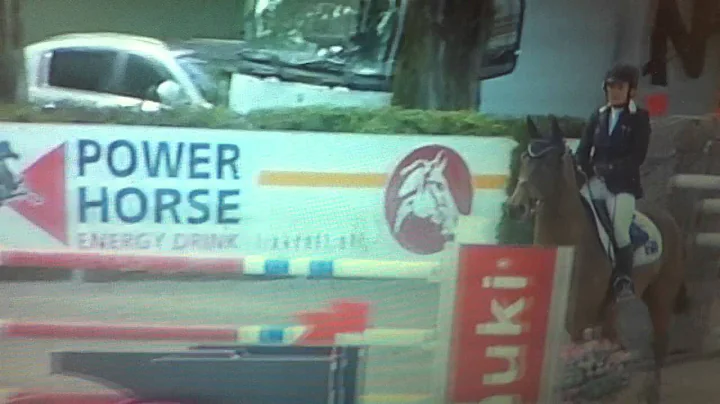 POWER
HORSE
ENERGY DRINK
uki